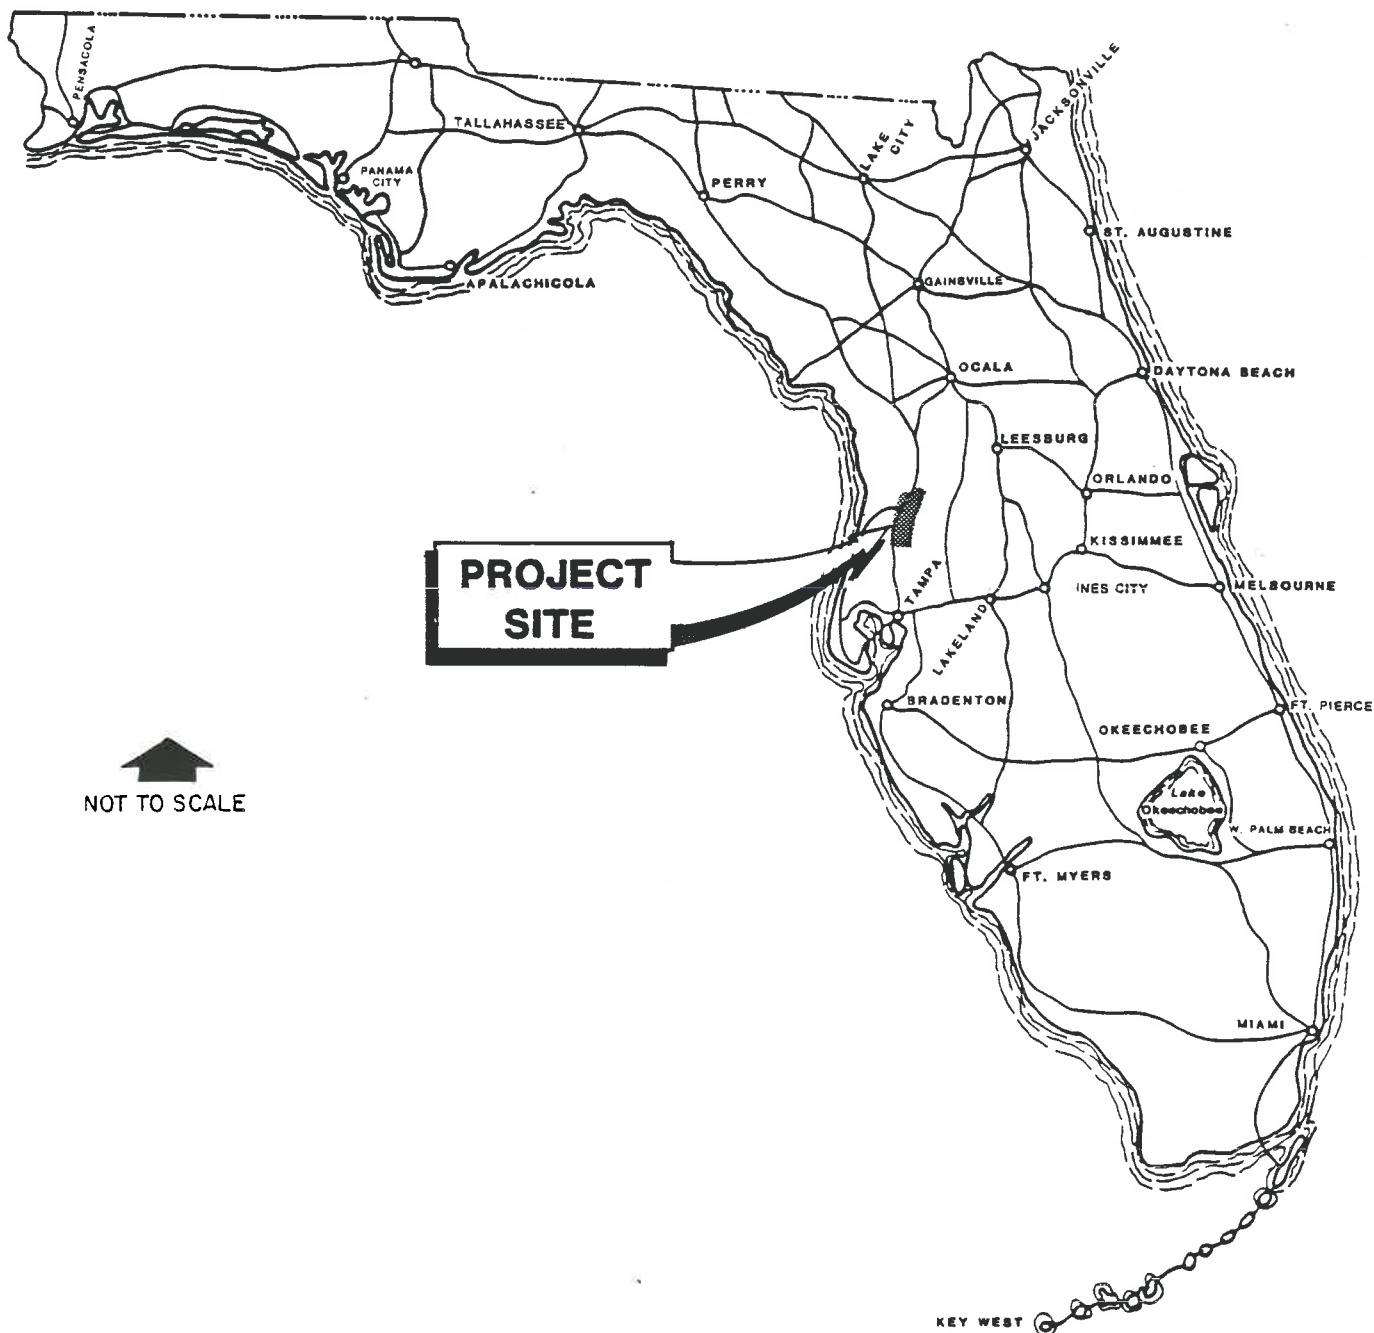 PENSACOLA
JACKSONVILLE
TALLAHASSEE
LAKE
CITY
PANAMA
CITY
PERRY
ST. AUGUSTINE
APALACHICOLA
GAINSVILLE
OCALA
DAYTONA BEACH
LEESBURG
ORLANDO
KISSIMMEE
PROJECT
SITE
TAMPA
INES CITY
MELBOURNE
LAKELAND
BRADENTON
FT. PIERCE
OKEECHOBEE
NOT TO SCALE
Lake
Okeechobee
W. PALM BEACH
FT. MYERS
MIAMI
KEY WEST